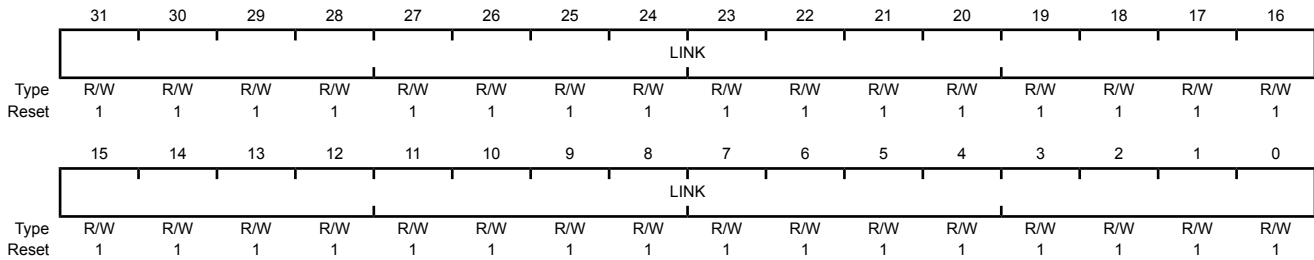 31 30 29 28 27 26 25 24 23 22 21 20 19 18 17 16
LINK
Type R/W R/W R/W R/W R/W R/W R/W R/W R/W R/W R/W R/W R/W R/W R/W R/W
Reset 1 1 1 1 1 1 1 1 1 1 1 1 1 1 1 1
15 14 13 12 11 10 9 8 7 6 5 4 3 2 1 0
LINK
Type R/W R/W R/W R/W R/W R/W R/W R/W R/W R/W R/W R/W R/W R/W R/W R/W
Reset 1 1 1 1 1 1 1 1 1 1 1 1 1 1 1 1